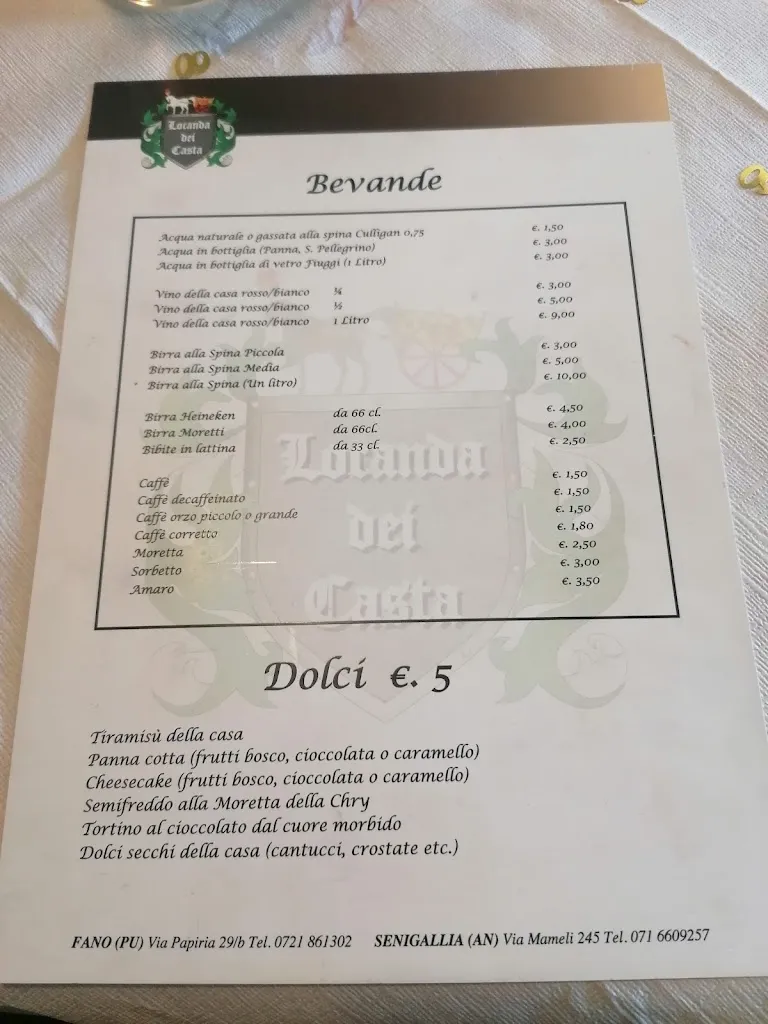 Locanda
dei
Casta
Bevande
Acqua naturale o gassata alla spina Culligan 0,75 €. 1,50
Acqua in bottiglia (Panna, S. Pellegrino) €. 3,00
Acqua in bottiglia di vetro Fiuggi (1 Litro) €. 3,00
Vino della casa rosso/bianco ¼ €. 3,00
Vino della casa rosso/bianco ½ €. 5,00
Vino della casa rosso/bianco 1 Litro €. 9,00
Birra alla Spina Piccola €. 3,00
Birra alla Spina Media €. 5,00
Birra alla Spina (Un litro) €. 10,00
Birra Heineken da 66 cl. €. 4,50
Birra Moretti da 66cl. €. 4,00
Bibite in lattina da 33 cl. €. 2,50
Caffè €. 1,50
Caffè decaffeinato €. 1,50
Caffè orzo piccolo o grande €. 1,50
Caffè corretto €. 1,80
Moretta €. 2,50
Sorbetto €. 3,00
Amaro €. 3,50
Locanda
dei
Casta
Dolci €. 5
Tiramisù della casa
Panna cotta (frutti bosco, cioccolata o caramello)
Cheesecake (frutti bosco, cioccolata o caramello)
Semifreddo alla Moretta della Chry
Tortino al cioccolato dal cuore morbido
Dolci secchi della casa (cantucci, crostate etc.)
FANO (PU) Via Papiria 29/b Tel. 0721 861302 SENIGALLIA (AN) Via Mameli 245 Tel. 071 6609257